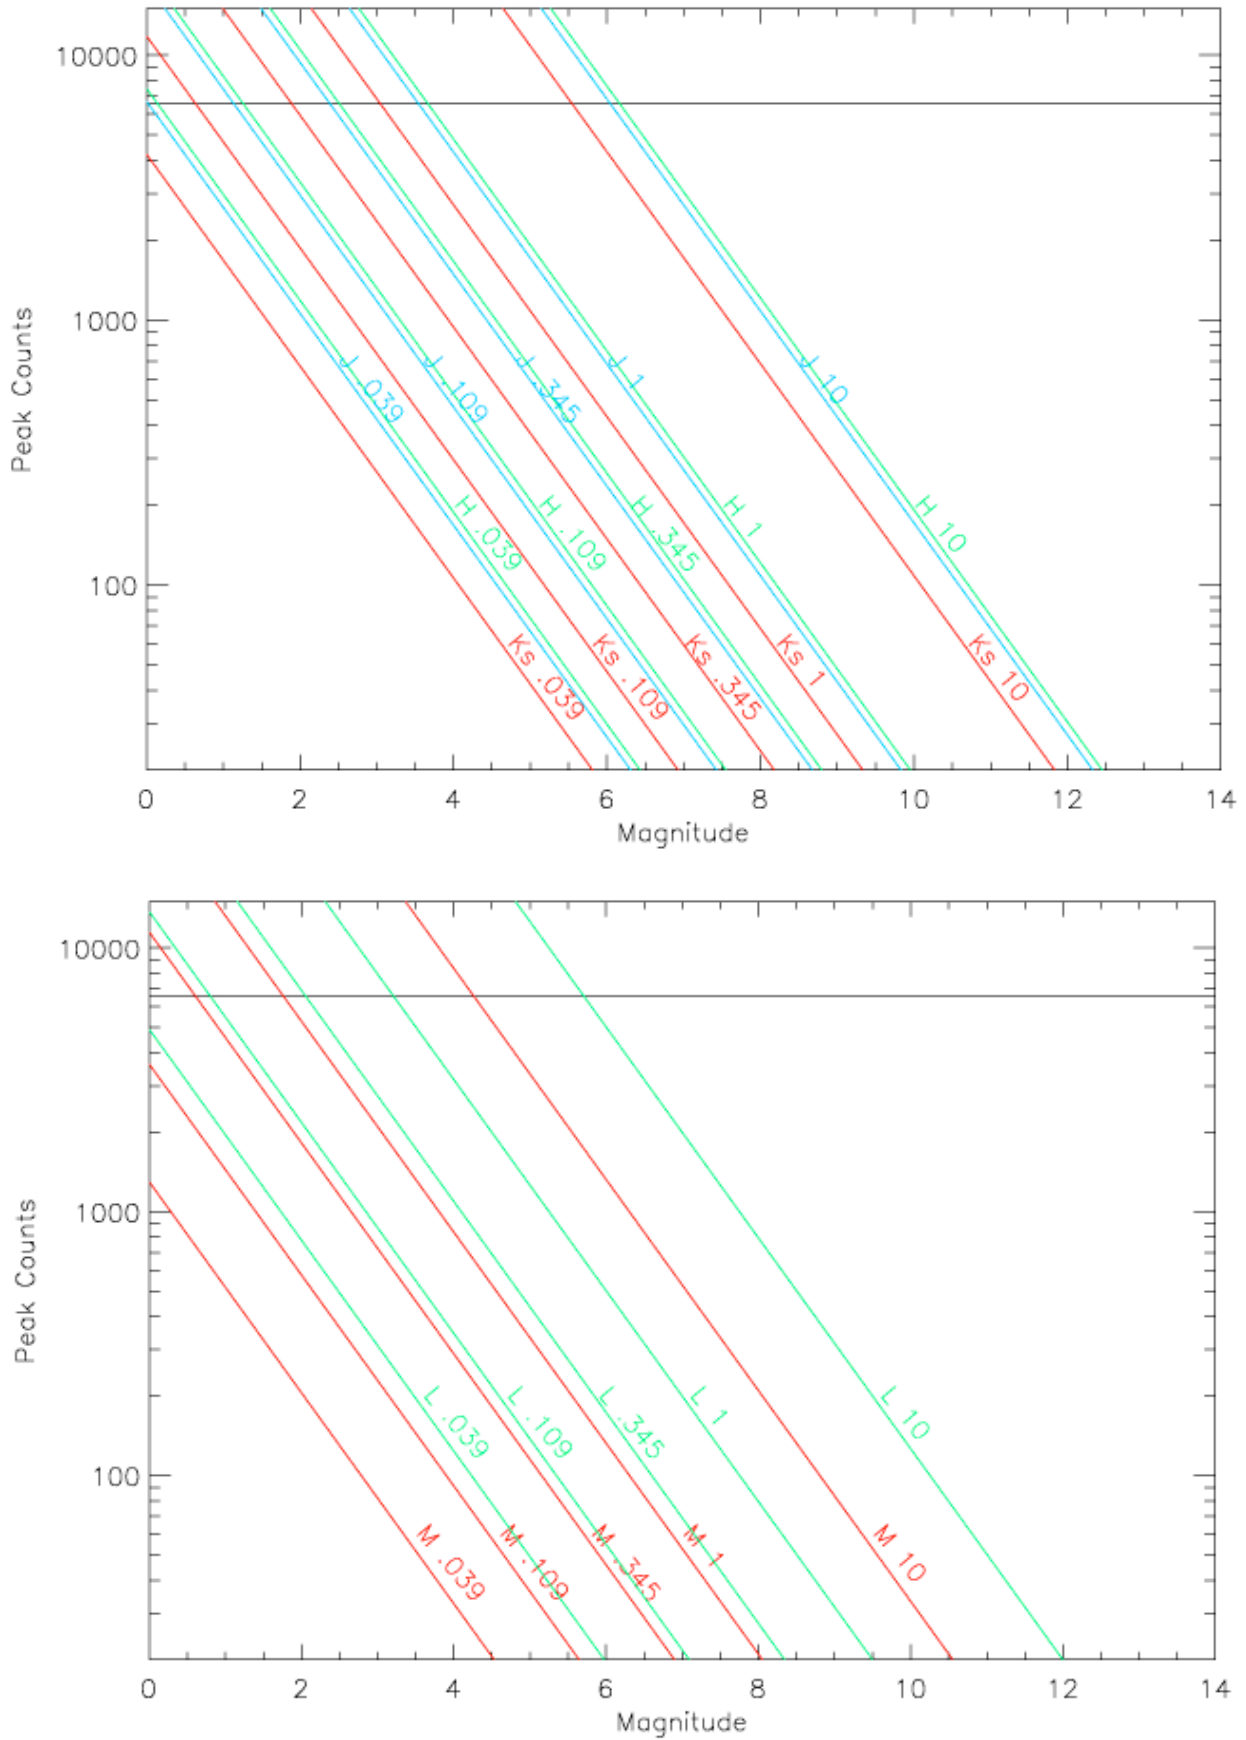 10000
1000
100
Peak Counts
J .039
J .109
J .345
J 1
J 10
H .039
H .109
H .345
H 1
H 10
Ks .039
Ks .109
Ks .345
Ks 1
Ks 10
0 2 4 6 8 10 12 14
Magnitude
10000
1000
100
Peak Counts
L .039
L .109
L .345
L 1
L 10
M .039
M .109
M .345
M 1
M 10
0 2 4 6 8 10 12 14
Magnitude